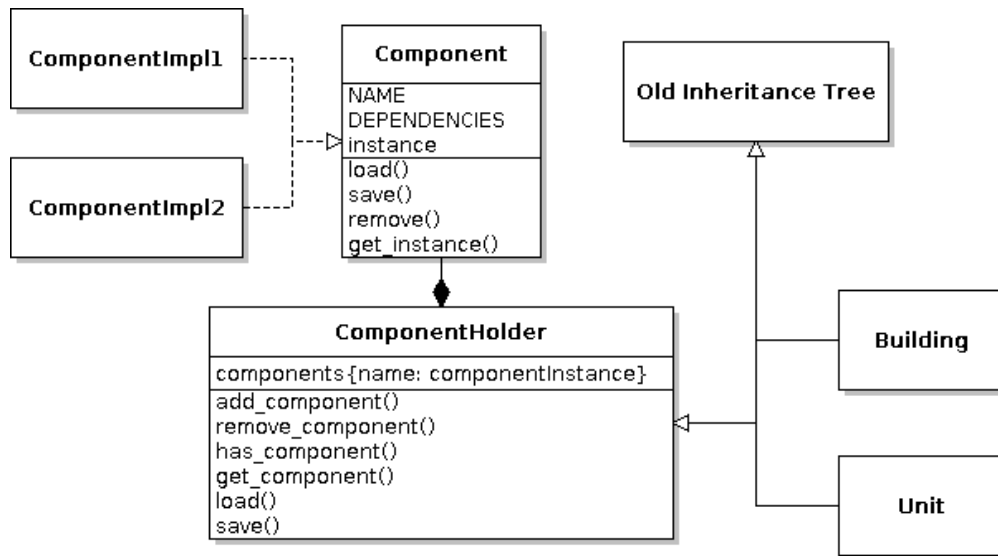 ComponentImpl1
ComponentImpl2
Component
NAME
DEPENDENCIES
instance
load()
save()
remove()
get_instance()
Old Inheritance Tree
ComponentHolder
components{name: componentInstance}
add_component()
remove_component()
has_component()
get_component()
load()
save()
Building
Unit